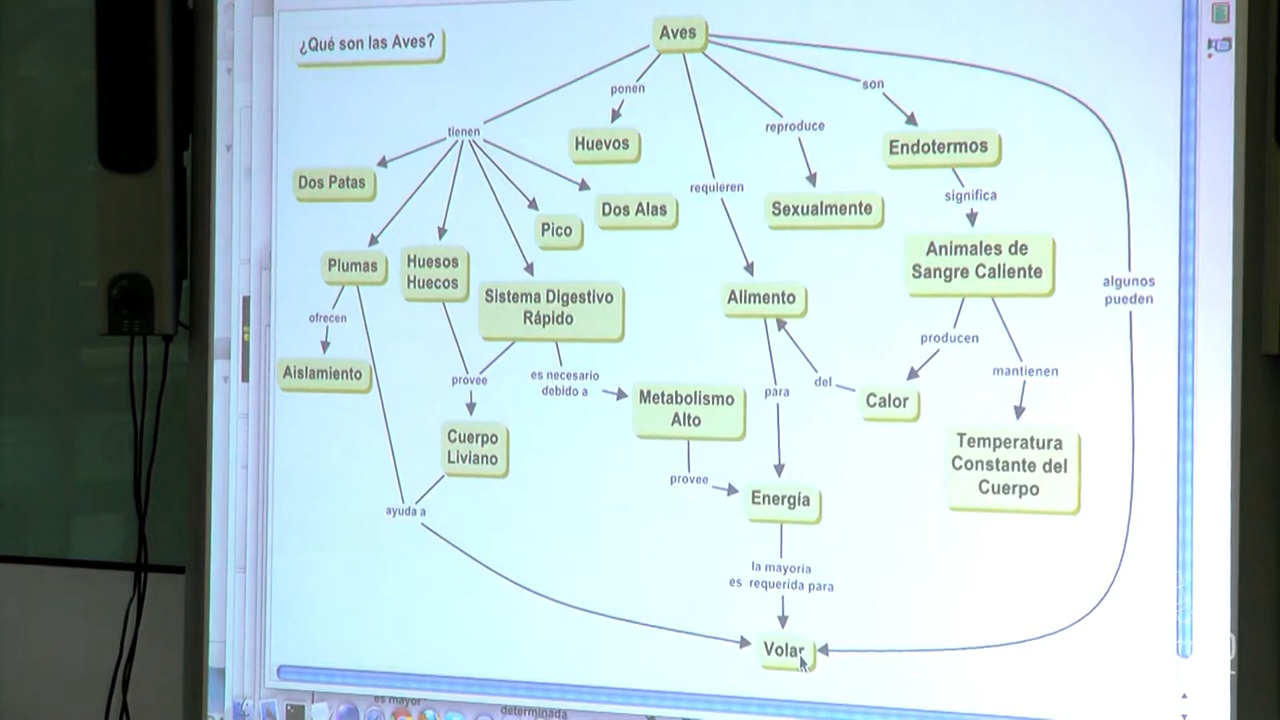 ¿Qué son las Aves?
Aves
ponen
son
tienen
reproduce
Huevos
Endotermos
Dos Patas
requieren
significa
Dos Alas
Sexualmente
Pico
Plumas
Huesos
Huecos
Animales de
Sangre Caliente
Sistema Digestivo
Rápido
Alimento
algunos
pueden
ofrecen
producen
Aislamiento
provee
es necesario
debido a
del
para
mantienen
Metabolismo
Alto
Calor
Cuerpo
Liviano
Temperatura
Constante del
Cuerpo
provee
Energía
ayuda a
la mayoría
es requerida para
Volar
es mayor
determinada